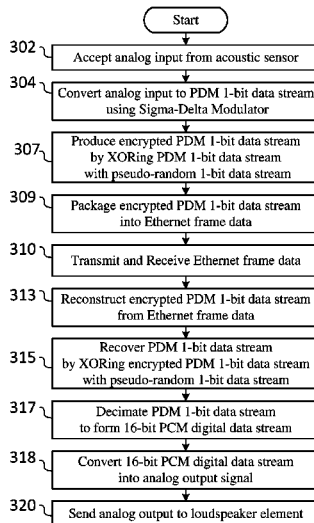 Start
302
Accept analog input from acoustic sensor
304
Convert analog input to PDM 1-bit data stream
using Sigma-Delta Modulator
307
Produce encrypted PDM 1-bit data stream
by XORing PDM 1-bit data stream
with pseudo-random 1-bit data stream
309
Package encrypted PDM 1-bit data stream
into Ethernet frame data
310
Transmit and Receive Ethernet frame data
313
Reconstruct encrypted PDM 1-bit data stream
from Ethernet frame data
315
Recover PDM 1-bit data stream
by XORing encrypted PDM 1-bit data stream
with pseudo-random 1-bit data stream
317
Decimate PDM 1-bit data stream
to form 16-bit PCM digital data stream
318
Convert 16-bit PCM digital data stream
into analog output signal
320
Send analog output to loudspeaker element